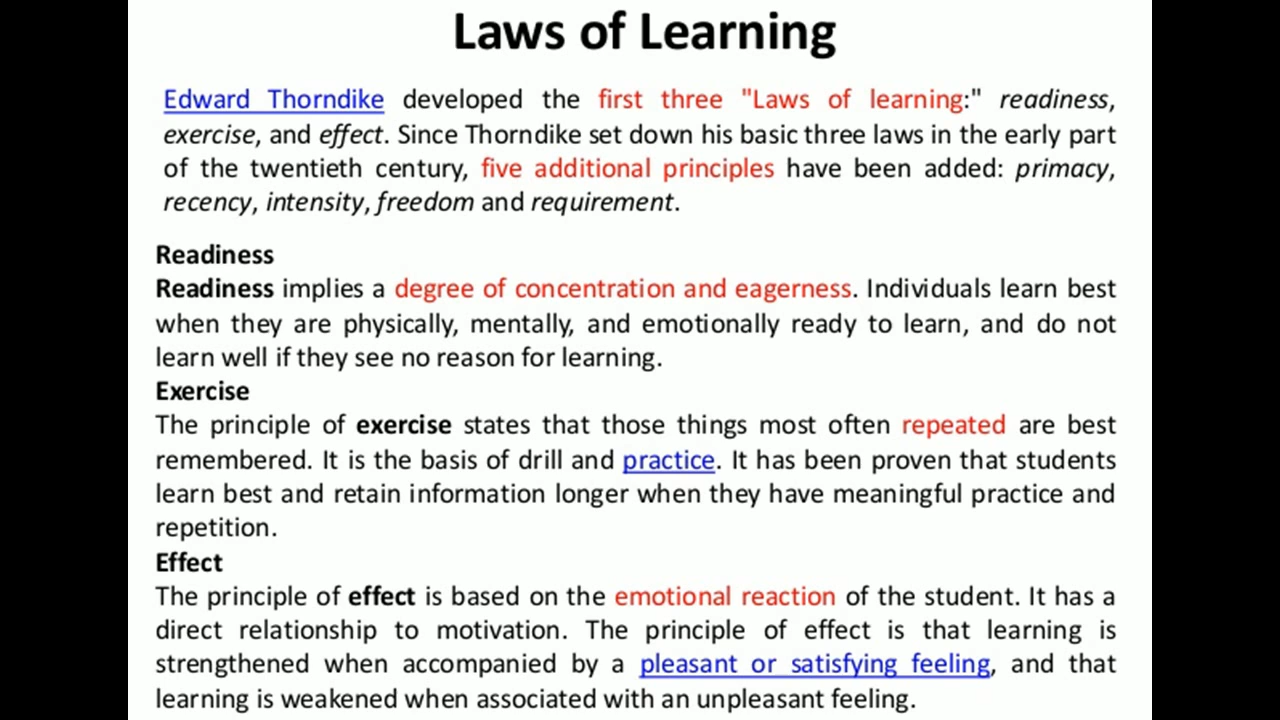 Laws of Learning
Edward Thorndike developed the first three "Laws of learning:" readiness,
exercise, and effect. Since Thorndike set down his basic three laws in the early part
of the twentieth century, five additional principles have been added: primacy,
recency, intensity, freedom and requirement.
Readiness
Readiness implies a degree of concentration and eagerness. Individuals learn best
when they are physically, mentally, and emotionally ready to learn, and do not
learn well if they see no reason for learning.
Exercise
The principle of exercise states that those things most often repeated are best
remembered. It is the basis of drill and practice. It has been proven that students
learn best and retain information longer when they have meaningful practice and
repetition.
Effect
The principle of effect is based on the emotional reaction of the student. It has a
direct relationship to motivation. The principle of effect is that learning is
strengthened when accompanied by a pleasant or satisfying feeling, and that
learning is weakened when associated with an unpleasant feeling.